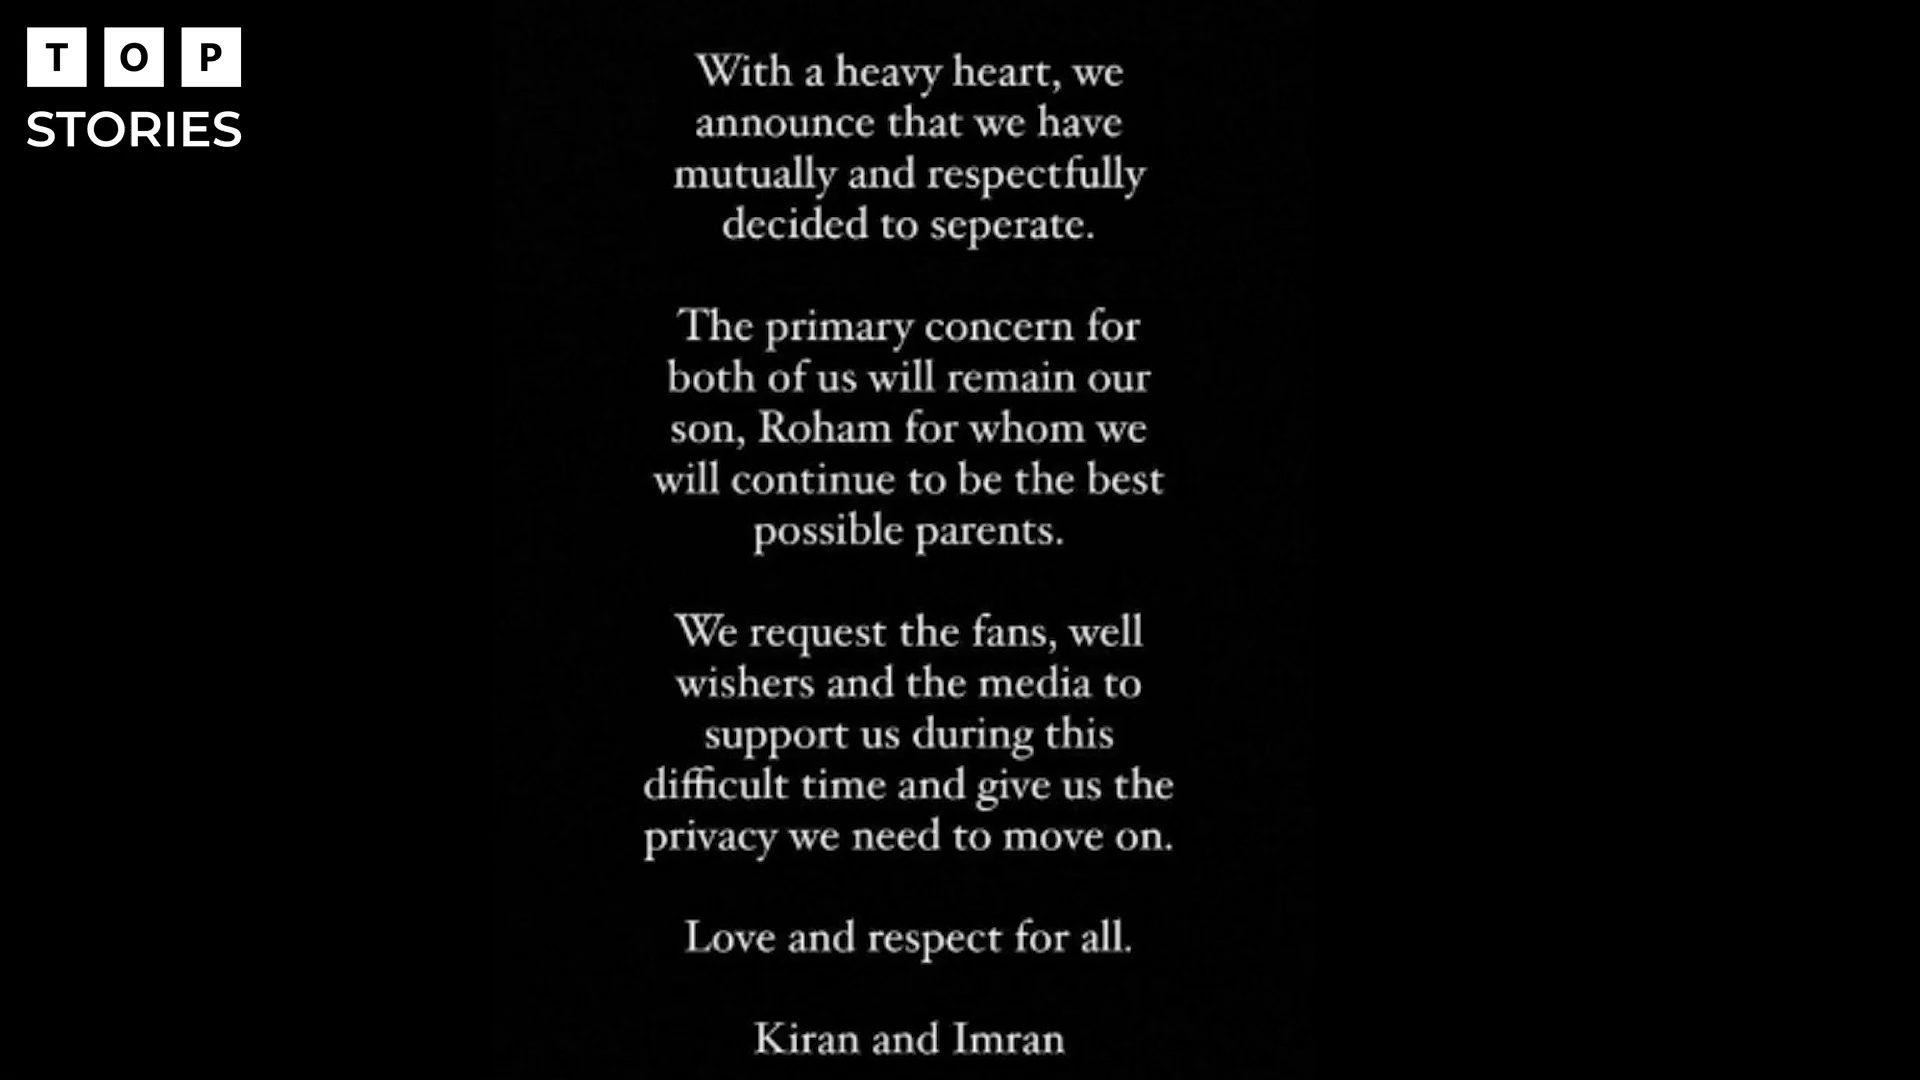 TOP
STORIES
With a heavy heart, we
announce that we have
mutually and respectfully
decided to seperate.
The primary concern for
both of us will remain our
son, Roham for whom we
will continue to be the best
possible parents.
We request the fans, well
wishers and the media to
support us during this
difficult time and give us the
privacy we need to move on.
Love and respect for all.
Kiran and Imran